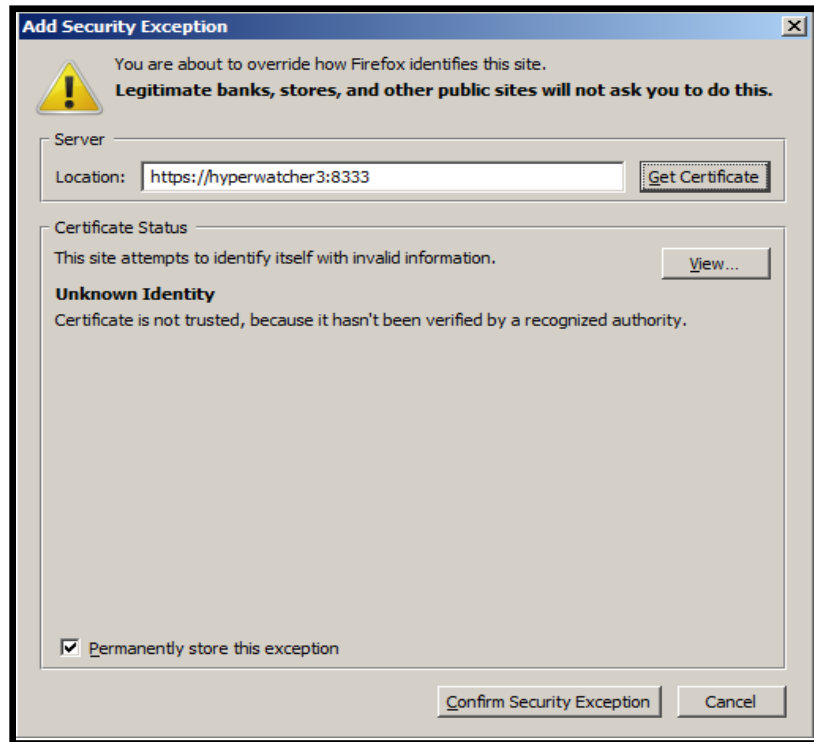 Add Security Exception
You are about to override how Firefox identifies this site.
Legitimate banks, stores, and other public sites will not ask you to do this.
Server
Location: https://hyperwatcher3:8333 Get Certificate
Certificate Status
This site attempts to identify itself with invalid information.
View...
Unknown Identity
Certificate is not trusted, because it hasn't been verified by a recognized authority.
Permanently store this exception
Confirm Security Exception Cancel